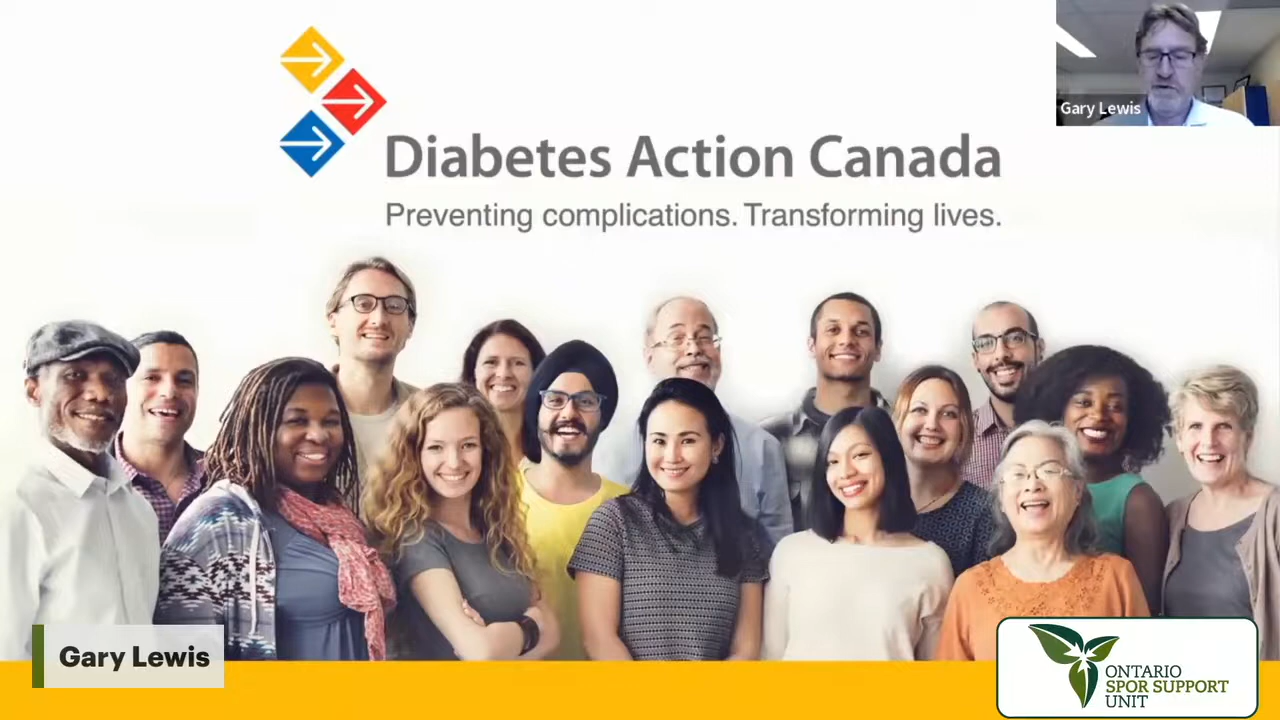 Gary Lewis
Diabetes Action Canada
Preventing complications. Transforming lives.
Gary Lewis
ONTARIO
SPOR SUPPORT
UNIT